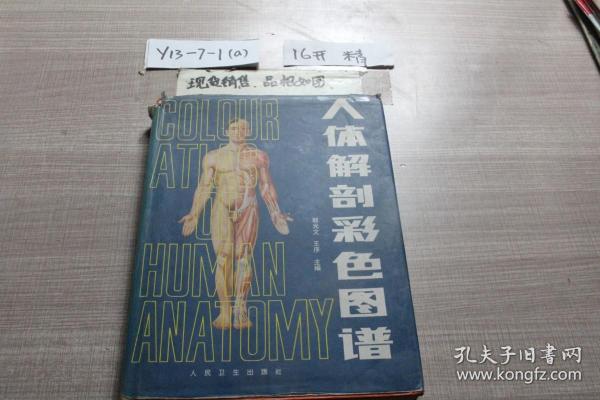 Y13-7-1(a)
16开 精
现货销售、品相如图
人体解剖彩色图谱
COLOUR
ATLAS
OF
HUMAN
ANATOMY
王序 主编
人民卫生出版社
孔夫子旧书网
www.kongfz.com